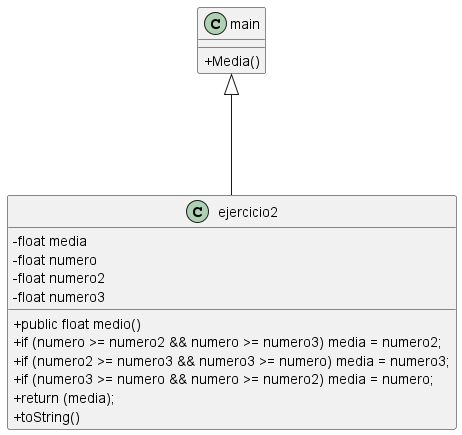 C main
+Media()
C ejercicio2
-float media
-float numero
-float numero2
-float numero3
+public float medio()
+if (numero >= numero2 && numero >= numero3) media = numero2;
+if (numero2 >= numero3 && numero3 >= numero) media = numero3;
+if (numero3 >= numero && numero >= numero2) media = numero;
+return (media);
+toString()